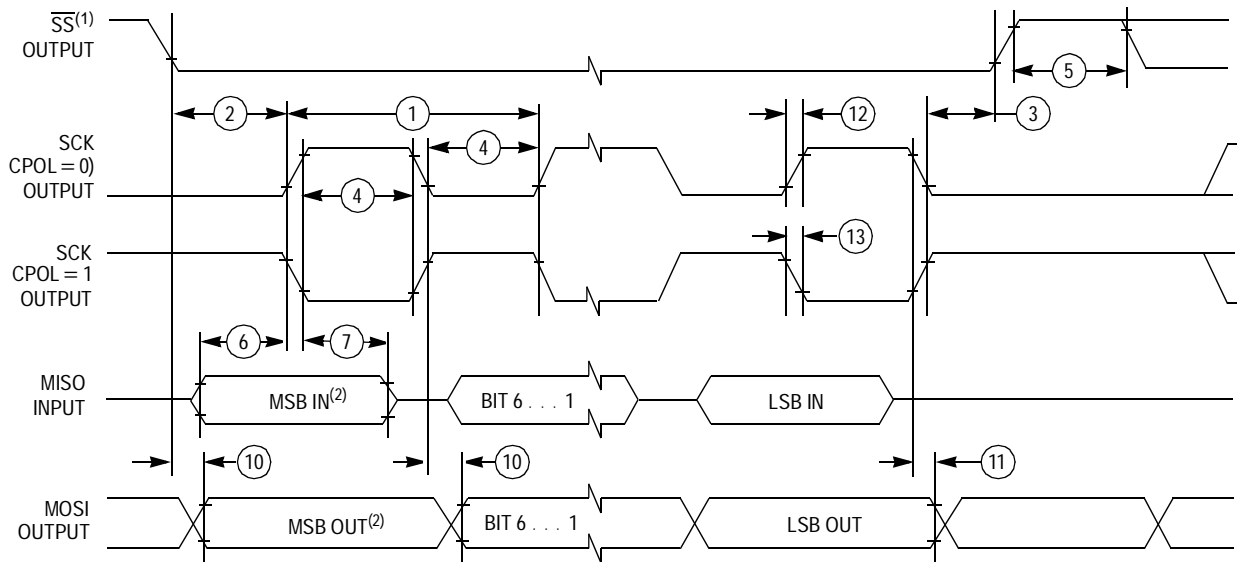 SS(1)
OUTPUT
5
2
1
12
3
SCK
CPOL = 0)
OUTPUT
4
4
13
SCK
CPOL = 1
OUTPUT
6
7
MISO
INPUT
MSB IN(2)
BIT 6 . . . 1
LSB IN
10
10
11
MOSI
OUTPUT
MSB OUT(2)
BIT 6 . . . 1
LSB OUT